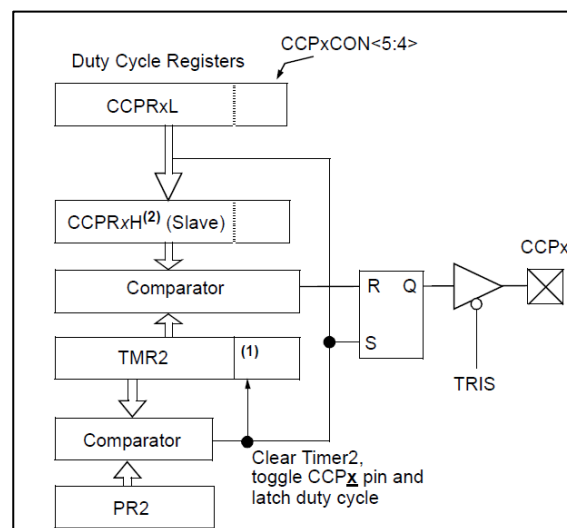 CCPxCON<5:4>
Duty Cycle Registers
CCPRxL
CCPRxH(2) (Slave)
CCPx
Comparator
R Q
TMR2
(1)
S
TRIS
Comparator
Clear Timer2,
toggle CCPx pin and
latch duty cycle
PR2